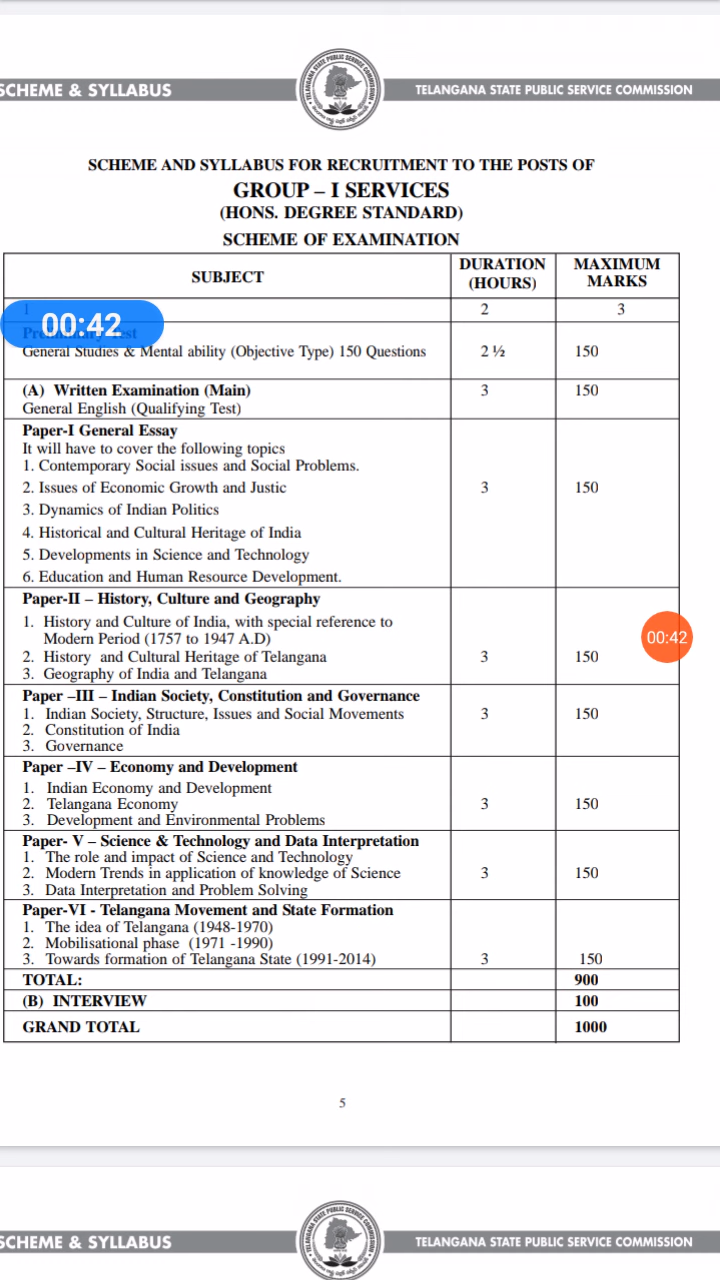 SCHEME & SYLLABUS
TELANGANA STATE PUBLIC SERVICE COMMISSION
SCHEME AND SYLLABUS FOR RECRUITMENT TO THE POSTS OF
GROUP – I SERVICES
(HONS. DEGREE STANDARD)
SCHEME OF EXAMINATION
SUBJECT DURATION (HOURS) MAXIMUM MARKS
1 2 3
00:42
Preliminary Test
General Studies & Mental ability (Objective Type) 150 Questions 2 ½ 150
(A) Written Examination (Main) 3 150
General English (Qualifying Test)
Paper-I General Essay
It will have to cover the following topics
1. Contemporary Social issues and Social Problems.
2. Issues of Economic Growth and Justic 3 150
3. Dynamics of Indian Politics
4. Historical and Cultural Heritage of India
5. Developments in Science and Technology
6. Education and Human Resource Development.
Paper-II – History, Culture and Geography
1. History and Culture of India, with special reference to
Modern Period (1757 to 1947 A.D)
00:42
2. History and Cultural Heritage of Telangana 3 150
3. Geography of India and Telangana
Paper –III – Indian Society, Constitution and Governance
1. Indian Society, Structure, Issues and Social Movements 3 150
2. Constitution of India
3. Governance
Paper –IV – Economy and Development
1. Indian Economy and Development
2. Telangana Economy 3 150
3. Development and Environmental Problems
Paper- V – Science & Technology and Data Interpretation
1. The role and impact of Science and Technology
2. Modern Trends in application of knowledge of Science 3 150
3. Data Interpretation and Problem Solving
Paper-VI - Telangana Movement and State Formation
1. The idea of Telangana (1948-1970)
2. Mobilisational phase (1971 -1990)
3. Towards formation of Telangana State (1991-2014) 3 150
TOTAL: 900
(B) INTERVIEW 100
GRAND TOTAL 1000
5
SCHEME & SYLLABUS
TELANGANA STATE PUBLIC SERVICE COMMISSION